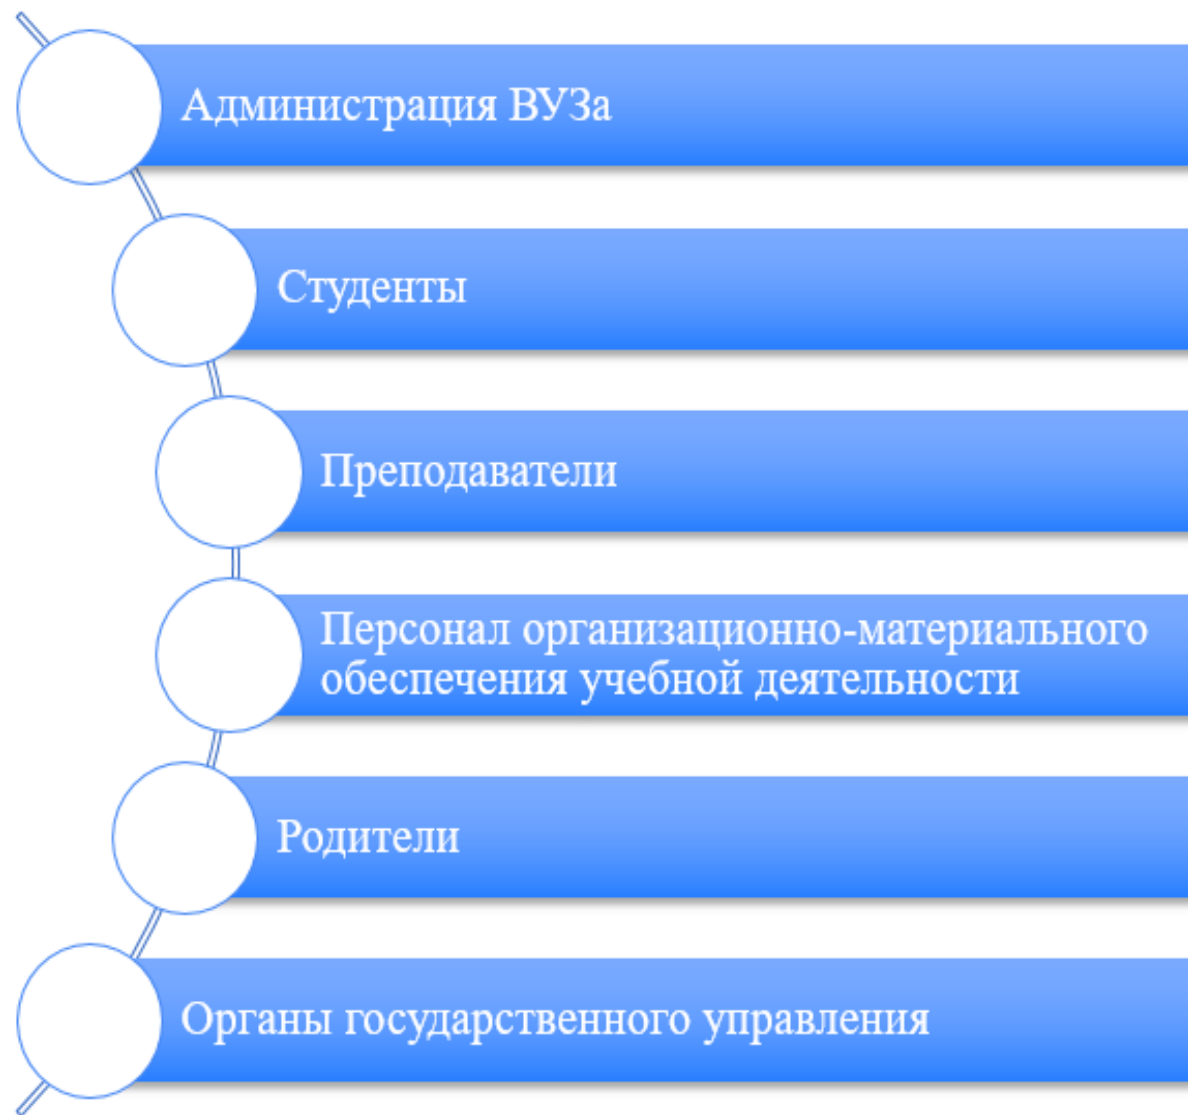 Администрация ВУЗа
Студенты
Преподаватели
Персонал организационно-материального
обеспечения учебной деятельности
Родители
Органы государственного управления